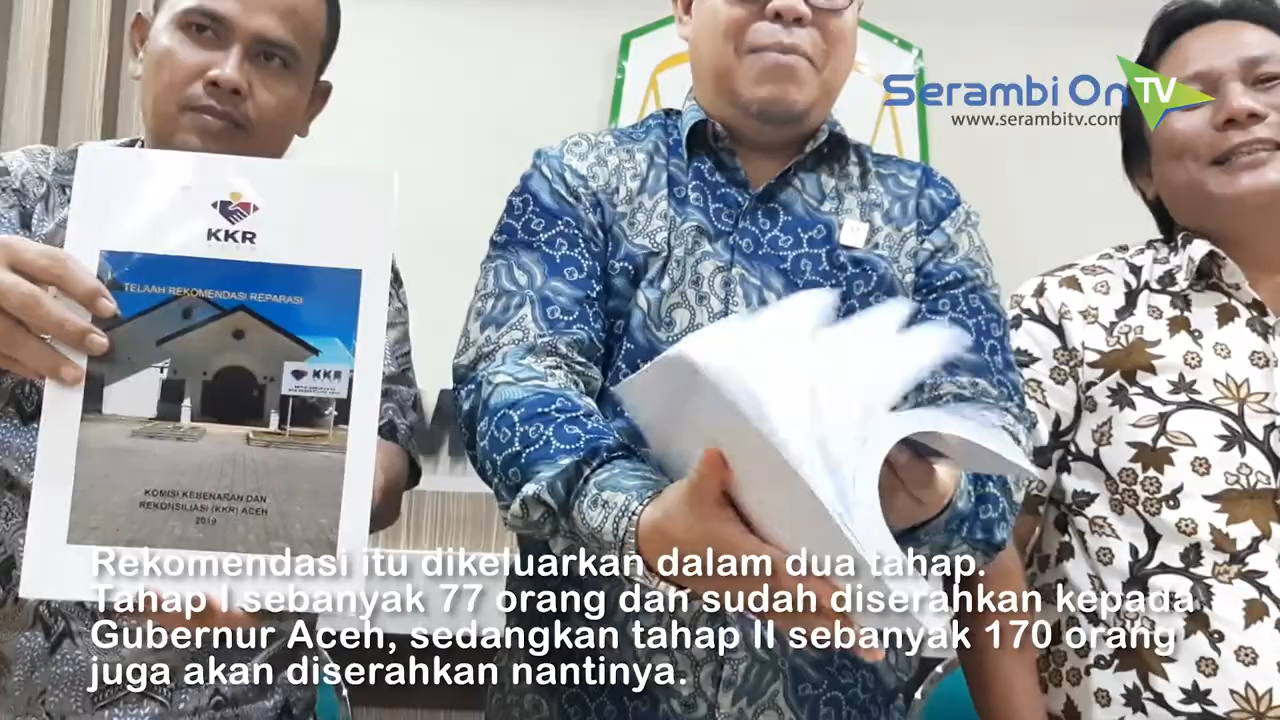 Serambi On TV
www.serambitv.com
KKR
TELAAH REKOMENDASI REPARASI
KKR
KOMISI KEBENARAN DAN
REKONSILIASI (KKR) ACEH
2019
Rekomendasi itu dikeluarkan dalam dua tahap.
Tahap I sebanyak 77 orang dan sudah diserahkan kepada
Gubernur Aceh, sedangkan tahap II sebanyak 170 orang
juga akan diserahkan nantinya.